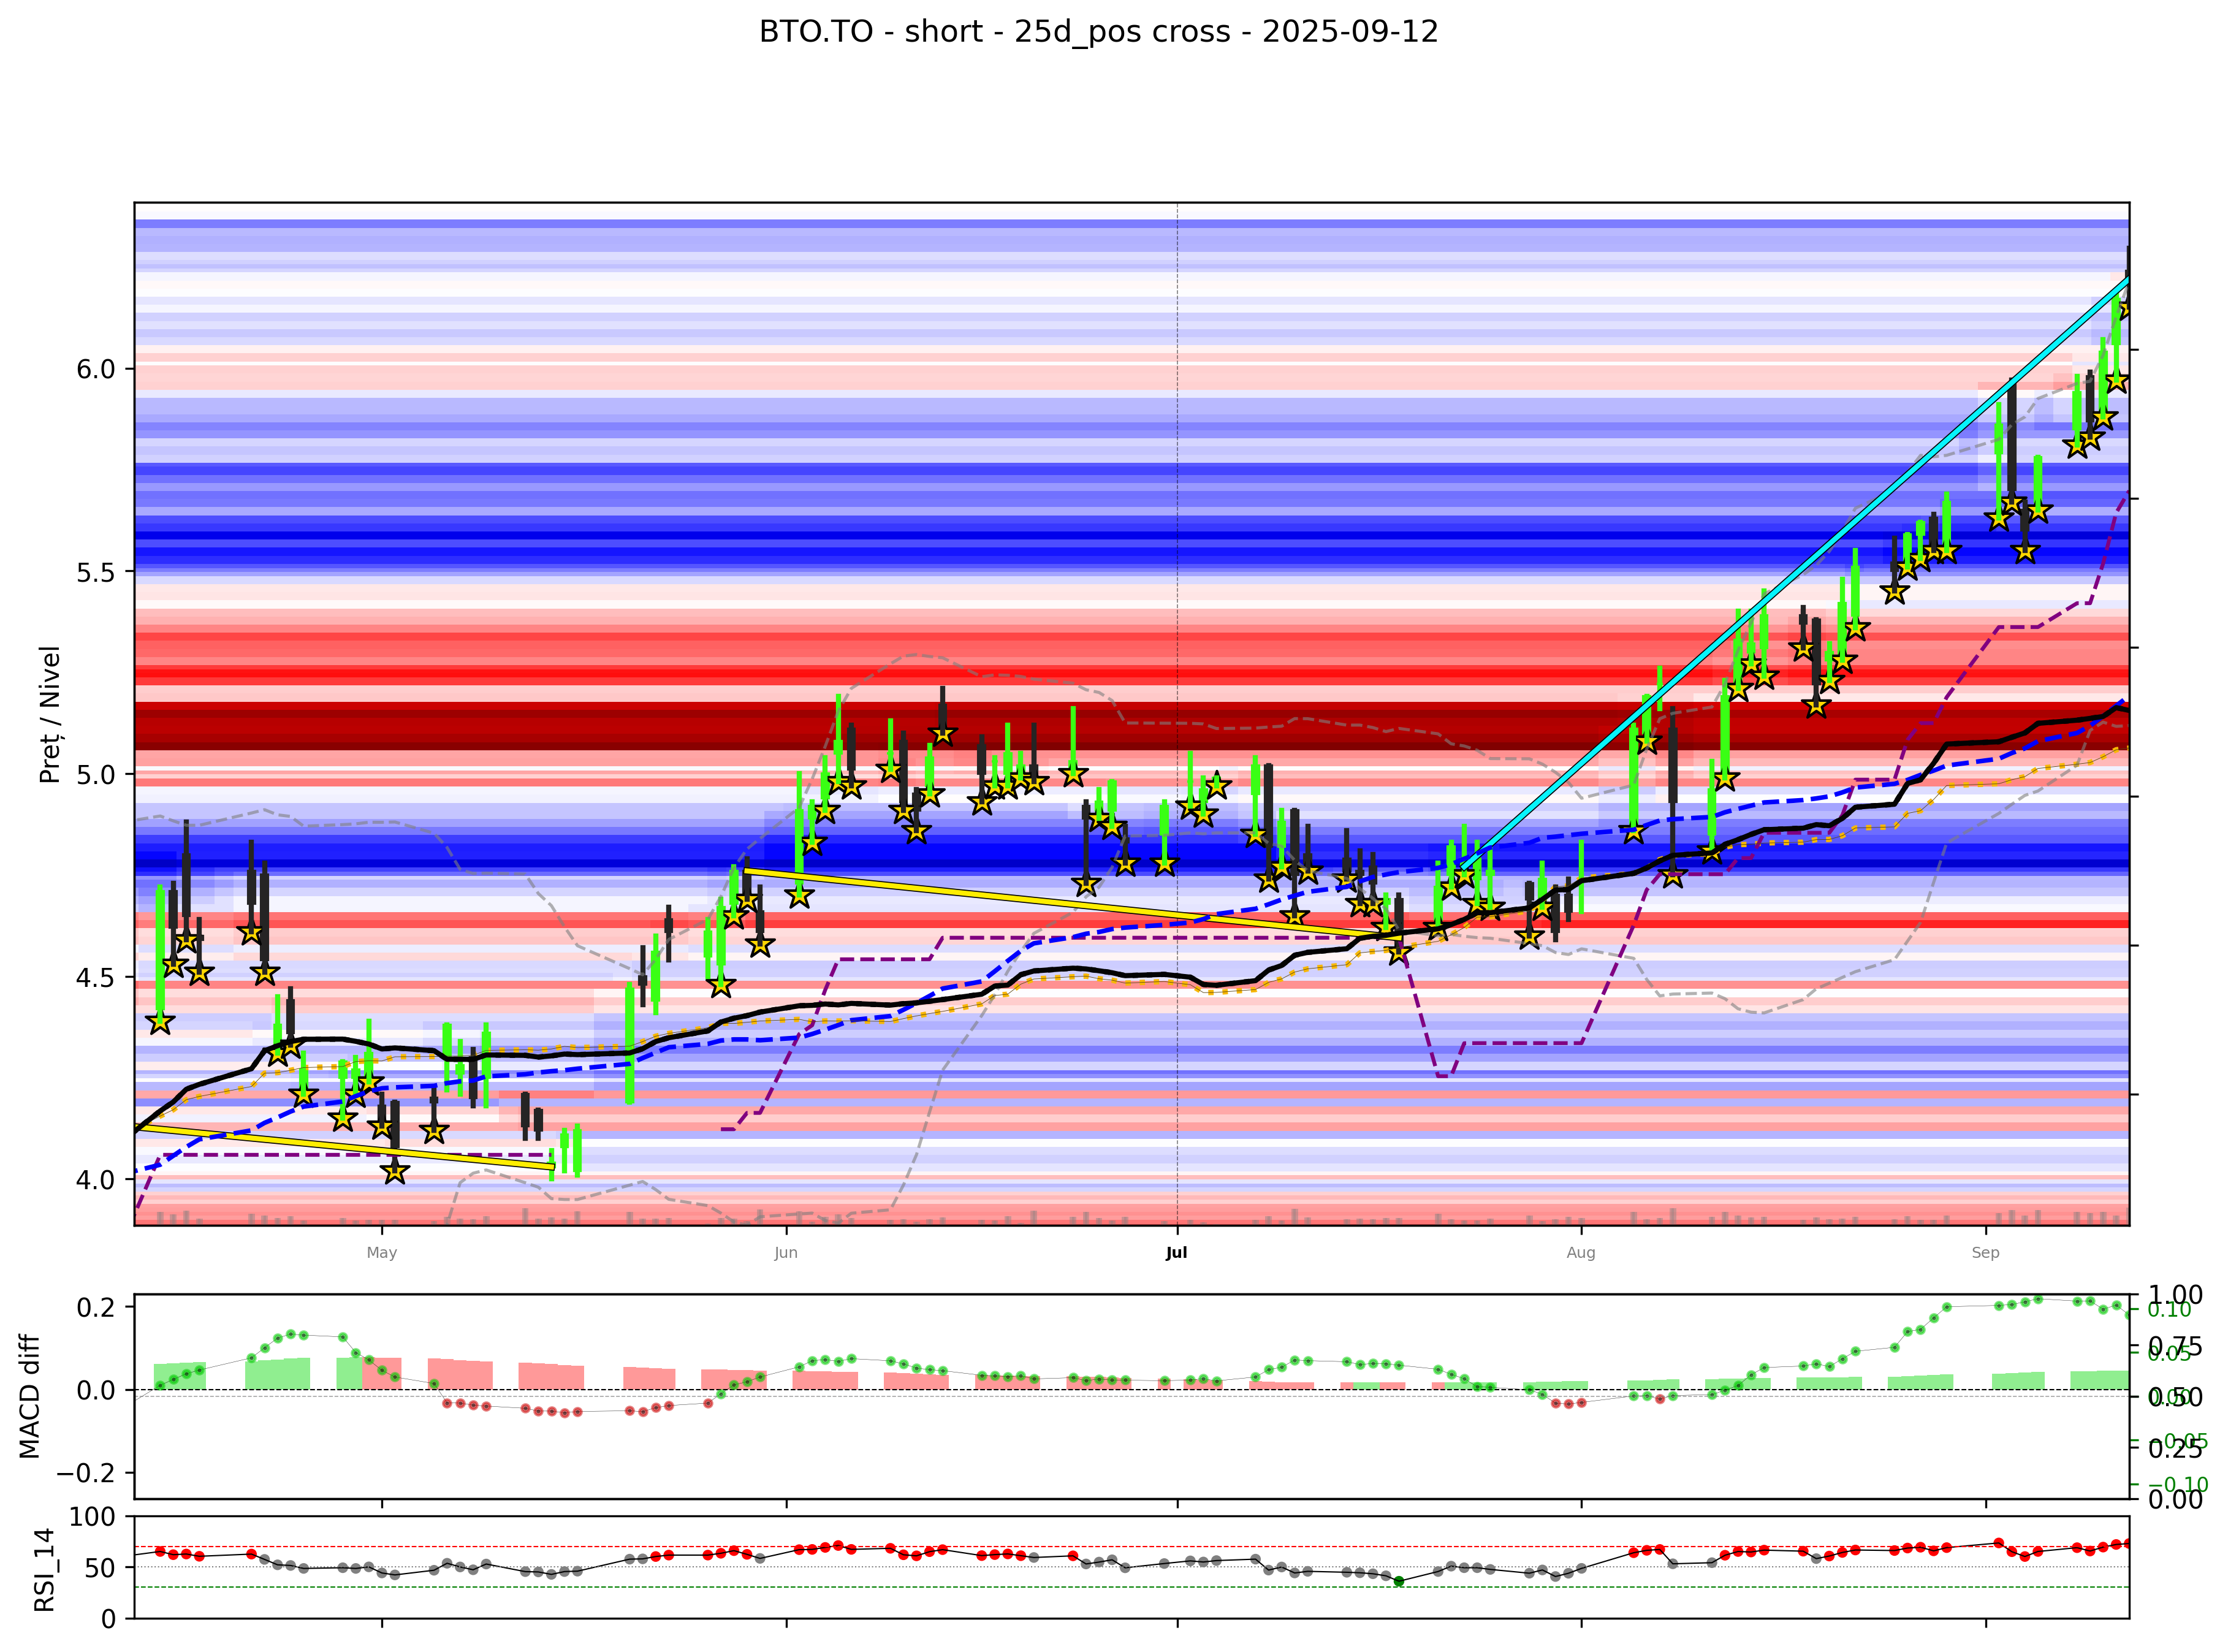 BTO.TO - short - 25d_pos cross - 2025-09-12
Preț / Nivel
6.0
5.5
5.0
4.5
4.0
May
Jun
Jul
Aug
Sep
MACD diff
0.2
0.0
−0.2
1.00
0.10
0.75
0.05
0.50
0.00
−0.05
0.25
−0.10
0.00
RSI_14
100
50
0